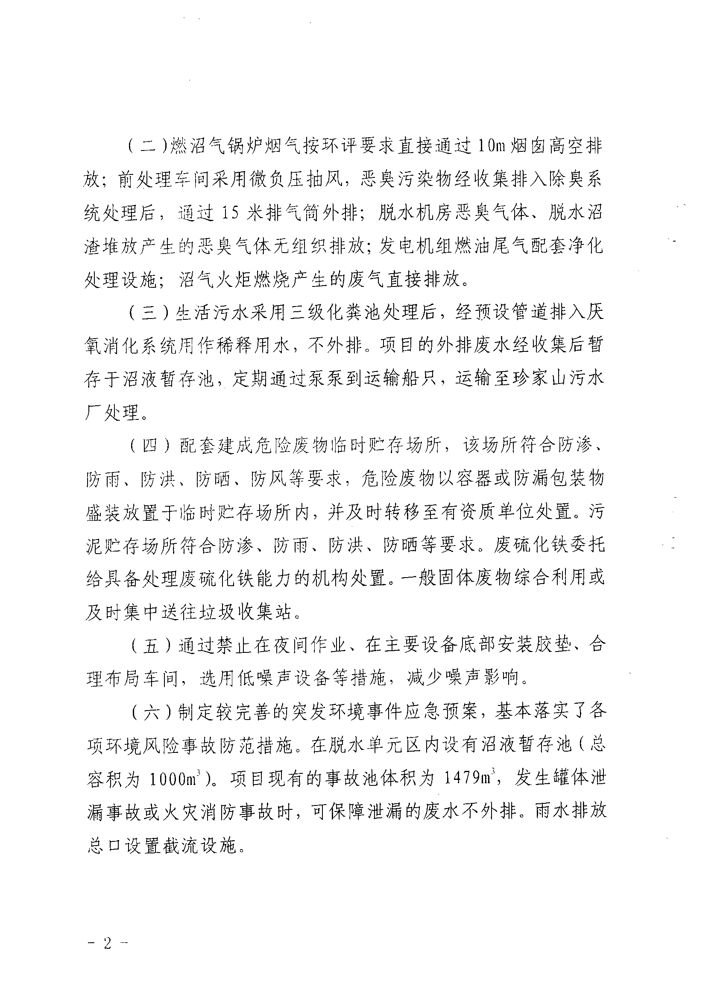 （二）燃沼气锅炉烟气按环评要求直接通过10m烟囱高空排
放；前处理车间采用微负压抽风，恶臭污染物经收集排入除臭系
统处理后，通过15米排气筒外排；脱水机房恶臭气体、脱水沼
渣堆放产生的恶臭气体无组织排放；发电机组燃油尾气配套净化
处理设施；沼气火炬燃烧产生的废气直接排放。
（三）生活污水采用三级化粪池处理后，经预设管道排入厌
氧消化系统用作稀释用水，不外排。项目的外排废水经收集后暂
存于沼液暂存池，定期通过泵泵到运输船只，运输至珍家山污水
厂处理。
（四）配套建成危险废物临时贮存场所，该场所符合防渗、
防雨、防洪、防晒、防风等要求，危险废物以容器或防漏包装物
盛装放置于临时贮存场所内，并及时转移至有资质单位处置。污
泥贮存场所符合防渗、防雨、防洪、防晒等要求。废硫化铁委托
给具备处理废硫化铁能力的机构处置。一般固体废物综合利用或
及时集中送往垃圾收集站。
（五）通过禁止在夜间作业、在主要设备底部安装胶垫、合
理布局车间，选用低噪声设备等措施，减少噪声影响。
（六）制定较完善的突发环境事件应急预案，基本落实了各
项环境风险事故防范措施。在脱水单元区内设有沼液暂存池（总
容积为1000m³）。项目现有的事故池体积为1479m³，发生罐体泄
漏事故或火灾消防事故时，可保障泄漏的废水不外排。雨水排放
总口设置截流设施。
- 2 -